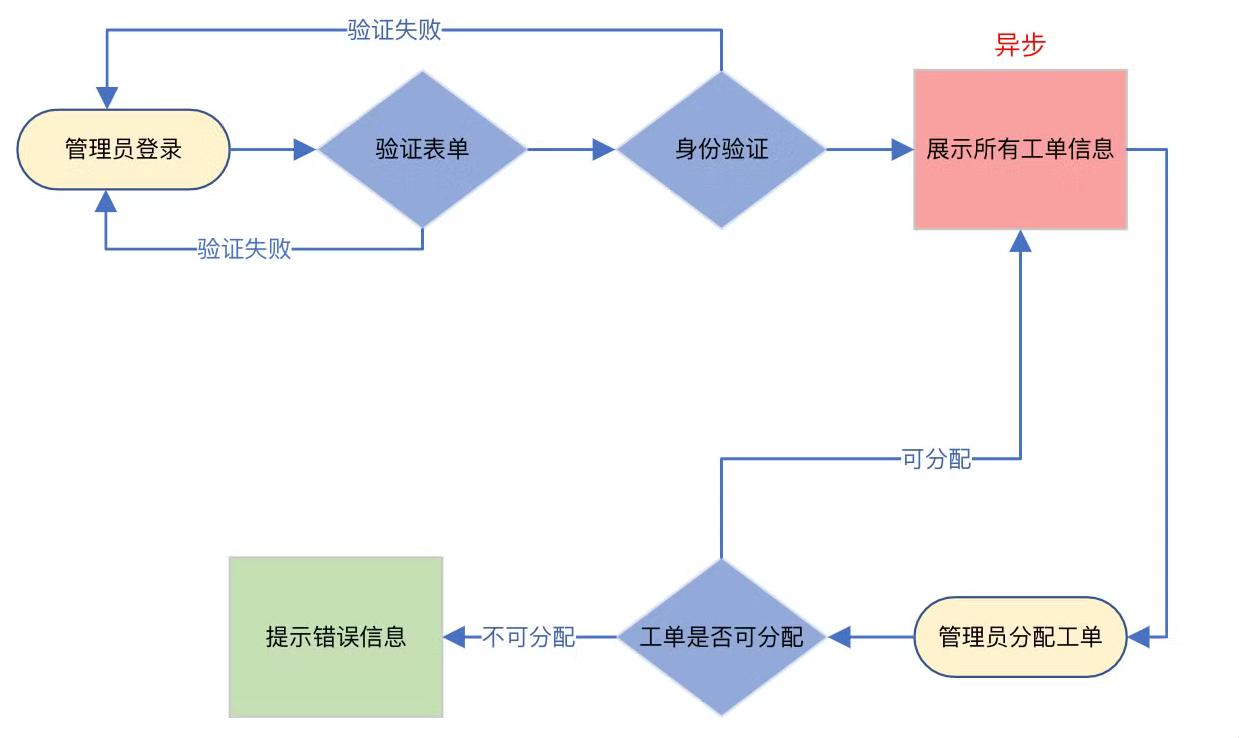 验证失败
异步
管理员登录
验证表单
身份验证
展示所有工单信息
验证失败
可分配
提示错误信息
不可分配
工单是否可分配
管理员分配工单